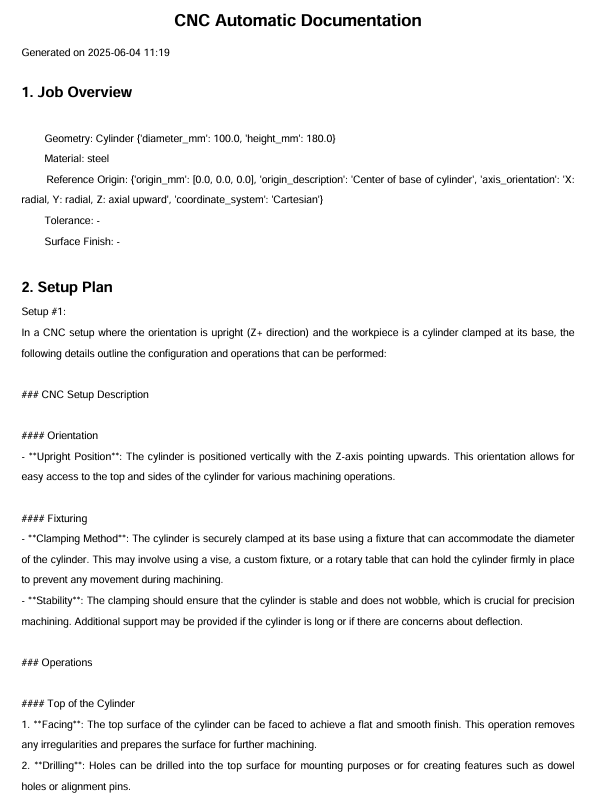 CNC Automatic Documentation
Generated on 2025-06-04 11:19
1. Job Overview
Geometry: Cylinder {'diameter_mm': 100.0, 'height_mm': 180.0}
Material: steel
Reference Origin: {'origin_mm': [0.0, 0.0, 0.0], 'origin_description': 'Center of base of cylinder', 'axis_orientation': 'X:
radial, Y: radial, Z: axial upward', 'coordinate_system': 'Cartesian'}
Tolerance: -
Surface Finish: -
2. Setup Plan
Setup #1:
In a CNC setup where the orientation is upright (Z+ direction) and the workpiece is a cylinder clamped at its base, the
following details outline the configuration and operations that can be performed:
### CNC Setup Description
#### Orientation
- **Upright Position**: The cylinder is positioned vertically with the Z-axis pointing upwards. This orientation allows for
easy access to the top and sides of the cylinder for various machining operations.
#### Fixturing
- **Clamping Method**: The cylinder is securely clamped at its base using a fixture that can accommodate the diameter
of the cylinder. This may involve using a vise, a custom fixture, or a rotary table that can hold the cylinder firmly in place
to prevent any movement during machining.
- **Stability**: The clamping should ensure that the cylinder is stable and does not wobble, which is crucial for precision
machining. Additional support may be provided if the cylinder is long or if there are concerns about deflection.
### Operations
#### Top of the Cylinder
1. **Facing**: The top surface of the cylinder can be faced to achieve a flat and smooth finish. This operation removes
any irregularities and prepares the surface for further machining.
2. **Drilling**: Holes can be drilled into the top surface for mounting purposes or for creating features such as dowel
holes or alignment pins.